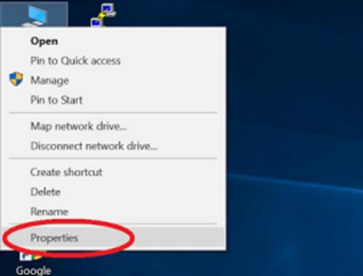 Open
Pin to Quick access
Manage
Pin to Start
Map network drive...
Disconnect network drive...
Create shortcut
Delete
Rename
Properties
Google